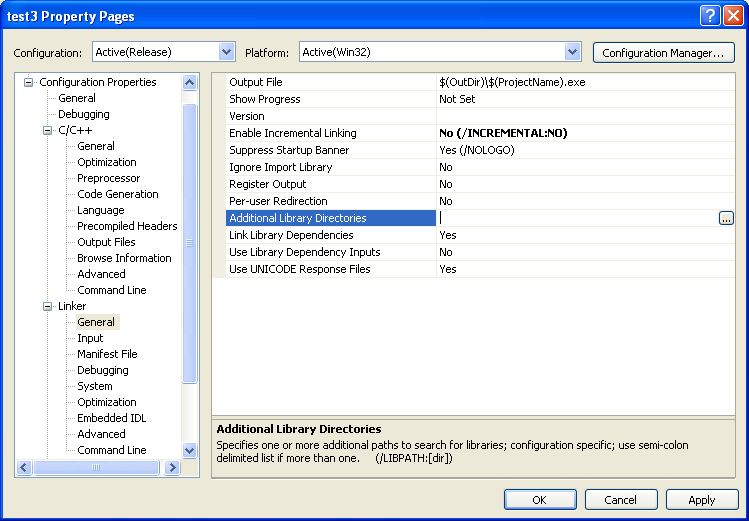 test3 Property Pages
Configuration: Active(Release) Platform: Active(Win32) Configuration Manager...
Configuration Properties
General
Debugging
C/C++
General
Optimization
Preprocessor
Code Generation
Language
Precompiled Headers
Output Files
Browse Information
Advanced
Command Line
Linker
General
Input
Manifest File
Debugging
System
Optimization
Embedded IDL
Advanced
Command Line
Output File $(OutDir)\$(ProjectName).exe
Show Progress Not Set
Version
Enable Incremental Linking No (/INCREMENTAL:NO)
Suppress Startup Banner Yes (/NOLOGO)
Ignore Import Library No
Register Output No
Per-user Redirection No
Additional Library Directories ...
Link Library Dependencies Yes
Use Library Dependency Inputs No
Use UNICODE Response Files Yes
Additional Library Directories
Specifies one or more additional paths to search for libraries; configuration specific; use semi-colon
delimited list if more than one. (/LIBPATH:[dir])
OK Cancel Apply